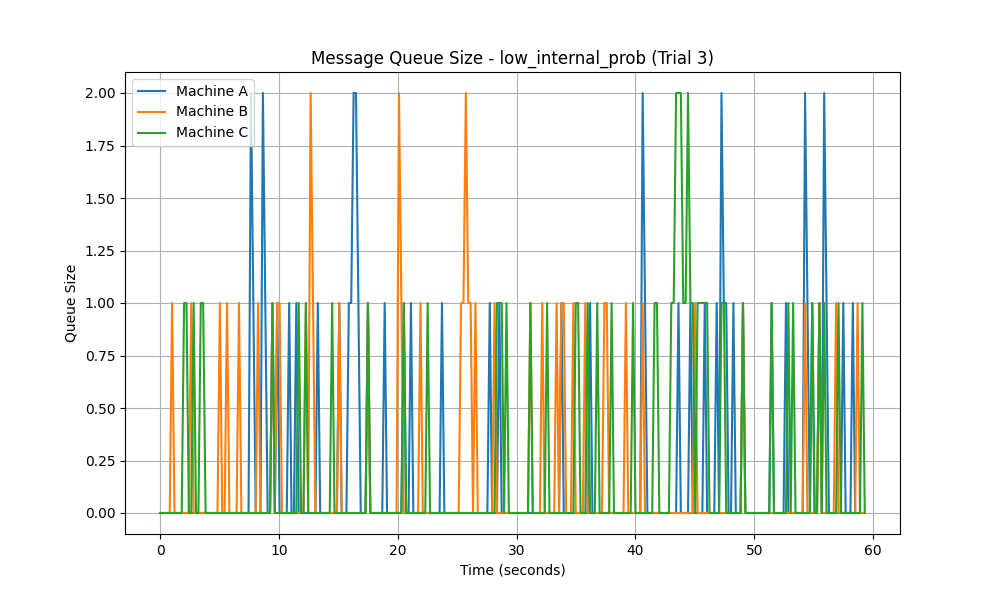 Message Queue Size - low_internal_prob (Trial 3)
Machine A
Machine B
Machine C
Queue Size
2.00
1.75
1.50
1.25
1.00
0.75
0.50
0.25
0.00
0 10 20 30 40 50 60
Time (seconds)